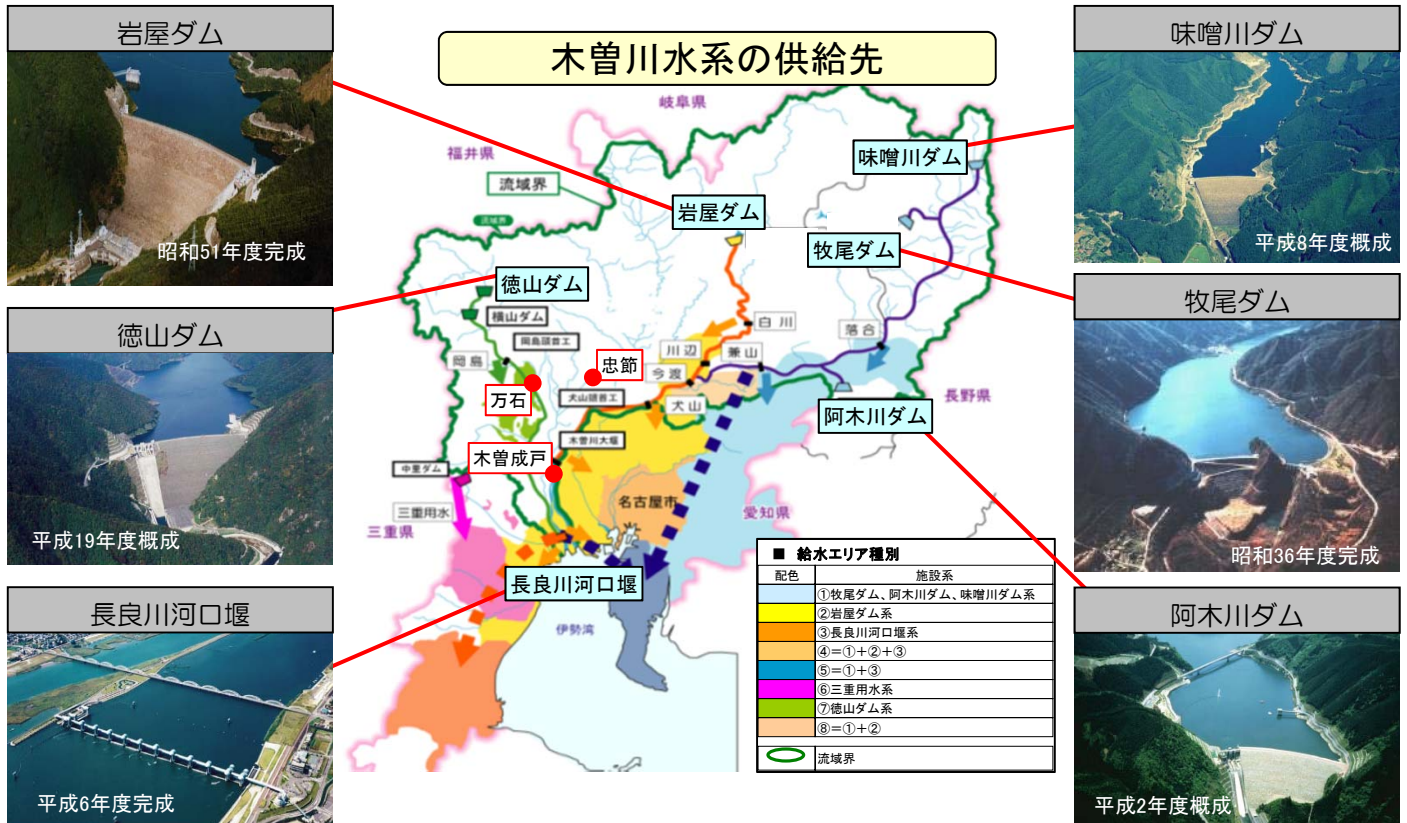 木曽川水系の供給先
岩屋ダム
昭和51年度完成
徳山ダム
平成19年度概成
長良川河口堰
平成6年度完成
味噌川ダム
平成8年度概成
牧尾ダム
昭和36年度完成
阿木川ダム
平成2年度概成
岐阜県
福井県
流域界
流域界
味噌川ダム
岩屋ダム
牧尾ダム
徳山ダム
横山ダム
岡島頭首工
白川
落合
岡島
忠節
川辺
兼山
今渡
万石
犬山頭首工
犬山
阿木川ダム
長野県
木曽川大堰
木曽成戸
中里ダム
三重用水
名古屋市
愛知県
三重県
長良川河口堰
伊勢湾
■ 給水エリア種別
配色 施設系
①牧尾ダム、阿木川ダム、味噌川ダム系
②岩屋ダム系
③長良川河口堰系
④=①+②+③
⑤=①+③
⑥三重用水系
⑦徳山ダム系
⑧=①+②
流域界